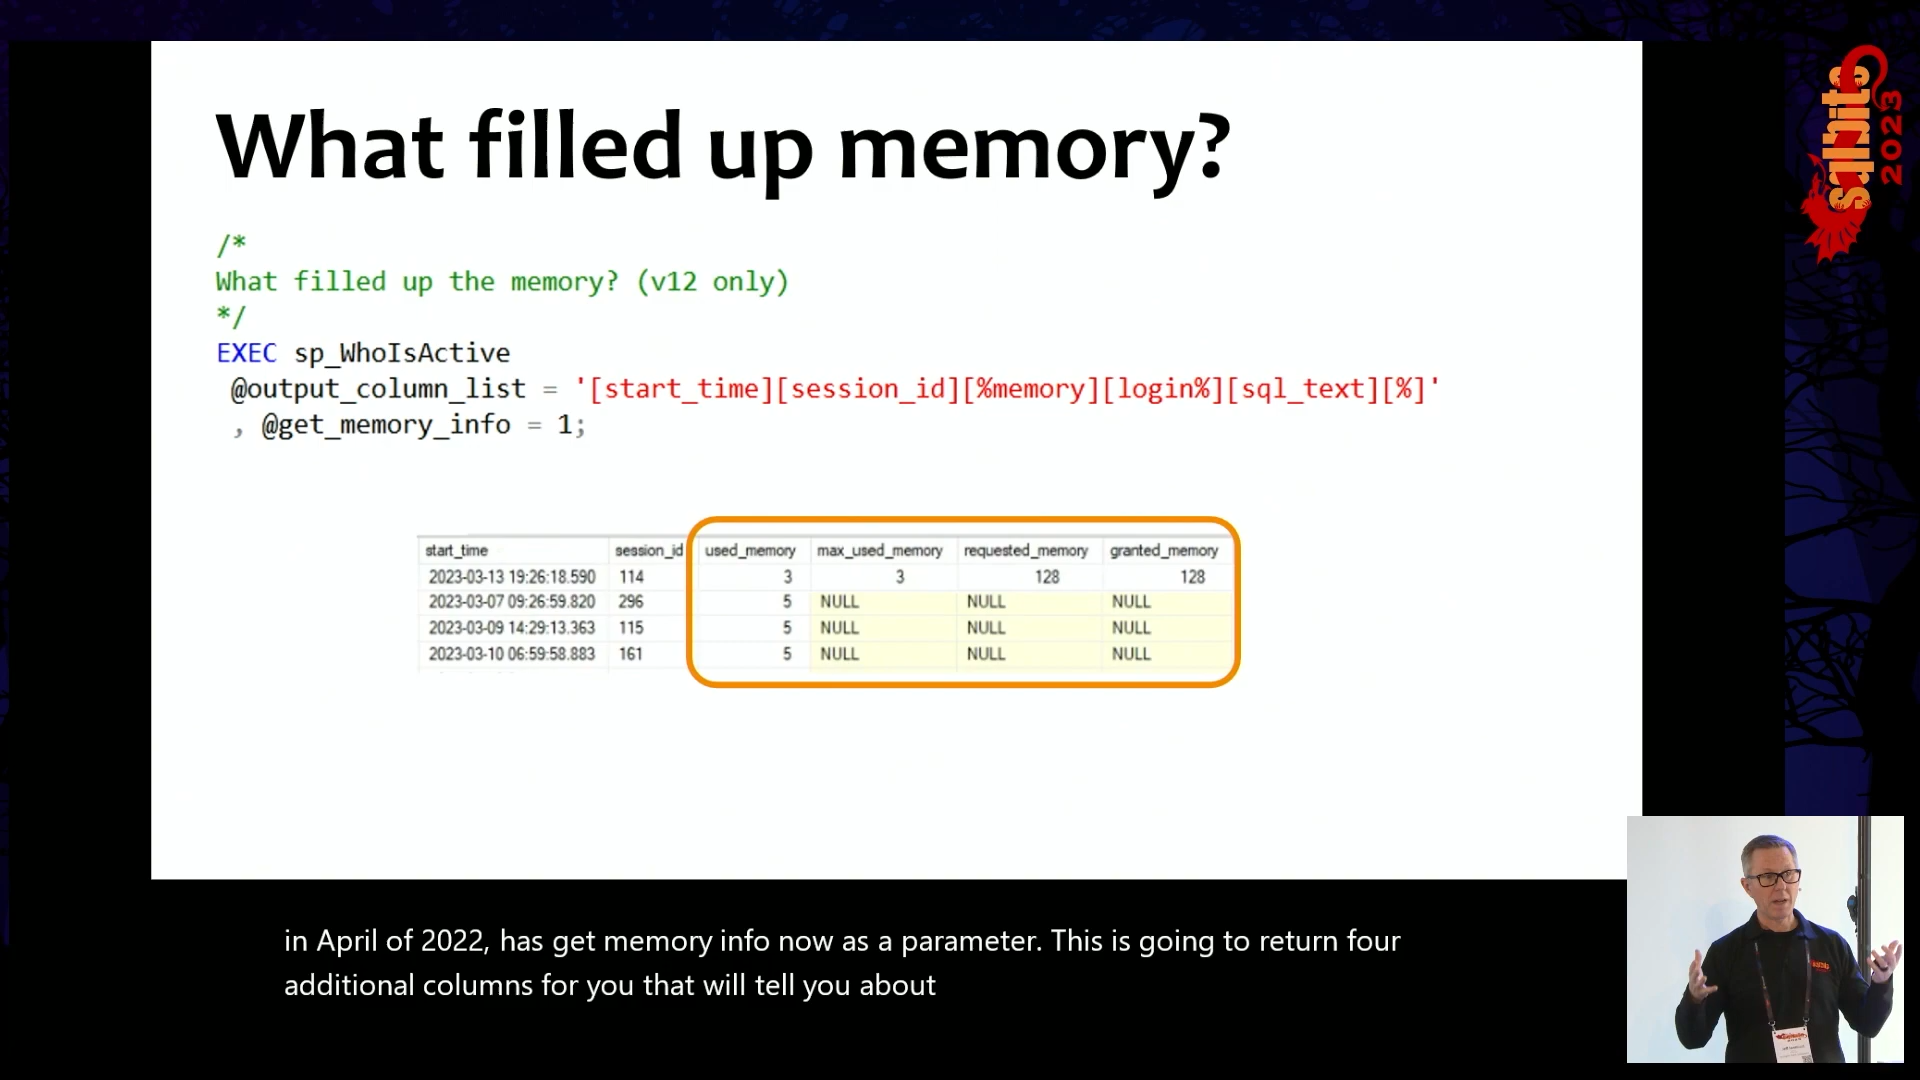 What filled up memory?
/*
What filled up the memory? (v12 only)
*/
EXEC sp_WhoIsActive
@output_column_list = '[start_time][session_id][%memory][login%][sql_text][%]'
, @get_memory_info = 1;
start_time session_id used_memory max_used_memory requested_memory granted_memory
2023-03-13 19:26:18.590 114 3 3 128 128
2023-03-07 09:26:59.820 296 5 NULL NULL NULL
2023-03-09 14:29:13.363 115 5 NULL NULL NULL
2023-03-10 06:59:58.883 161 5 NULL NULL NULL
in April of 2022, has get memory info now as a parameter. This is going to return four
additional columns for you that will tell you about
sqlbits
2023